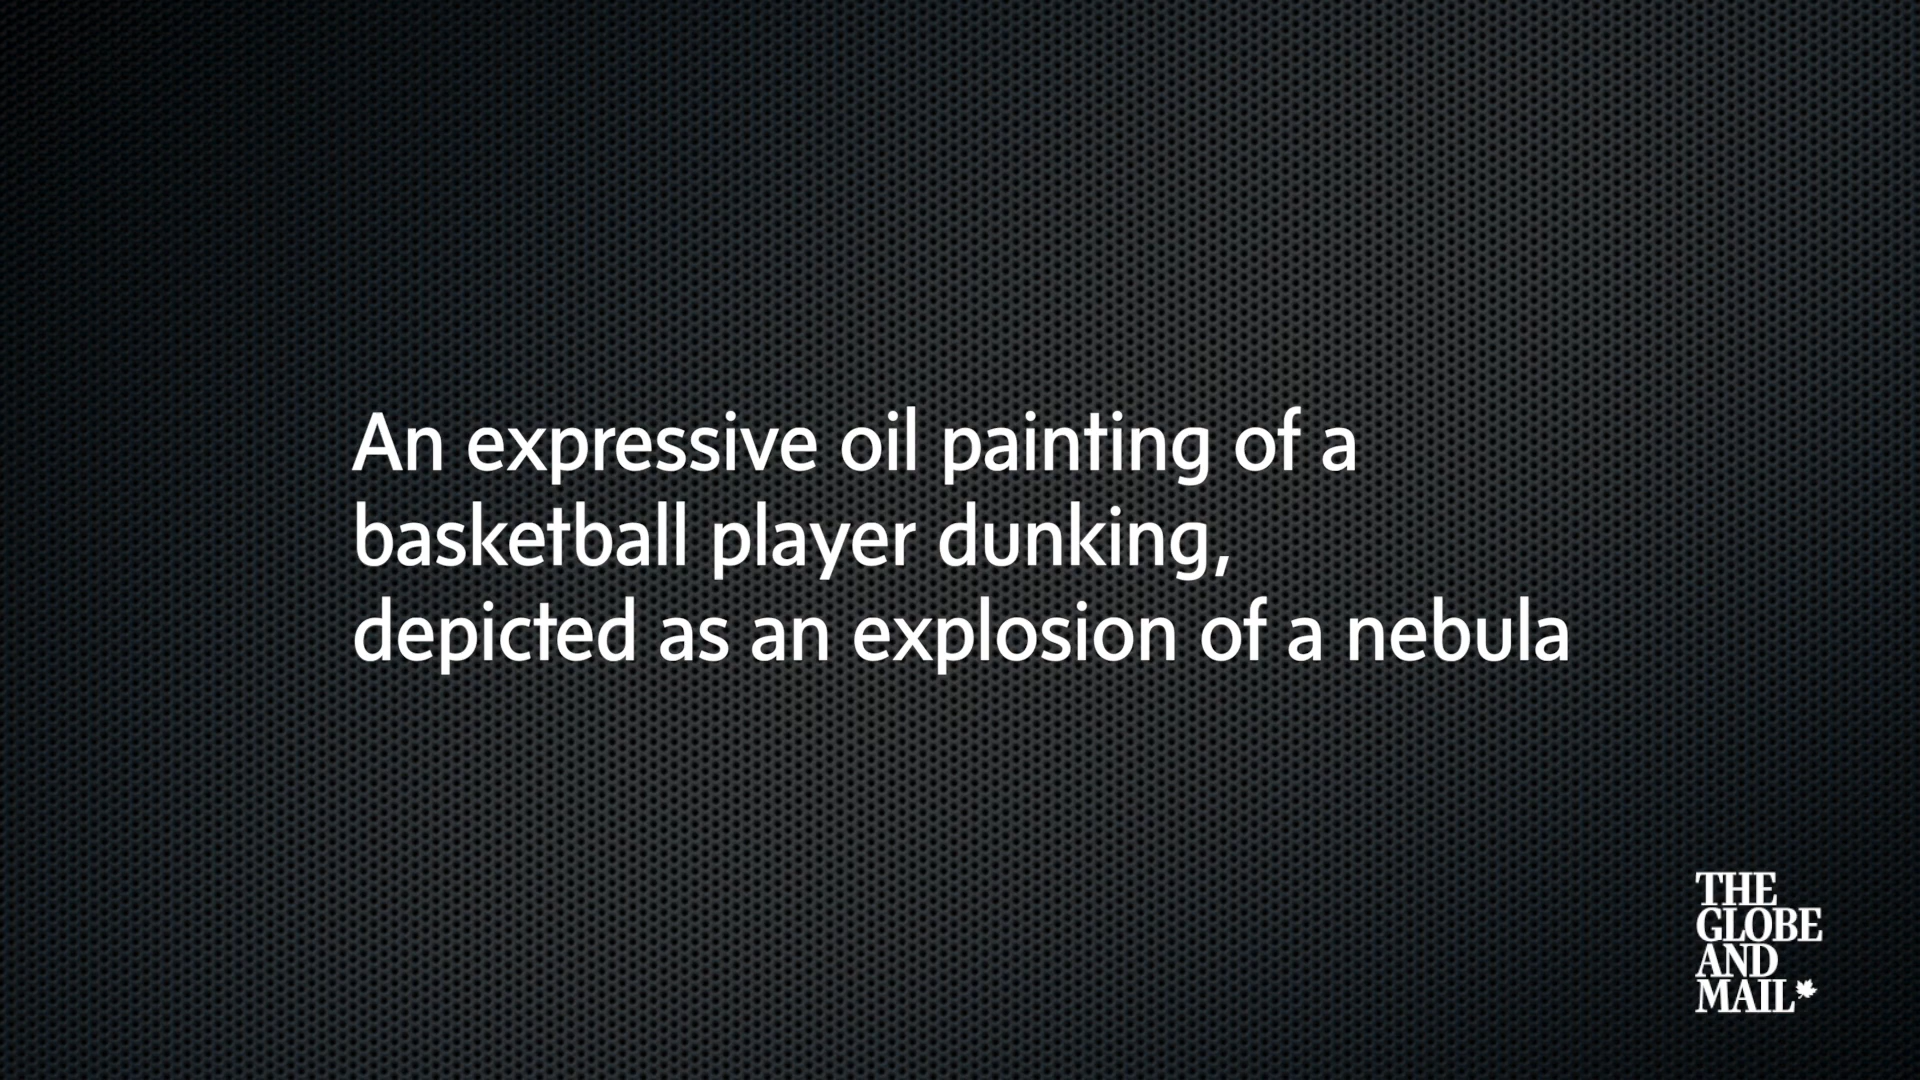 An expressive oil painting of a
basketball player dunking,
depicted as an explosion of a nebula
THE
GLOBE
AND
MAIL